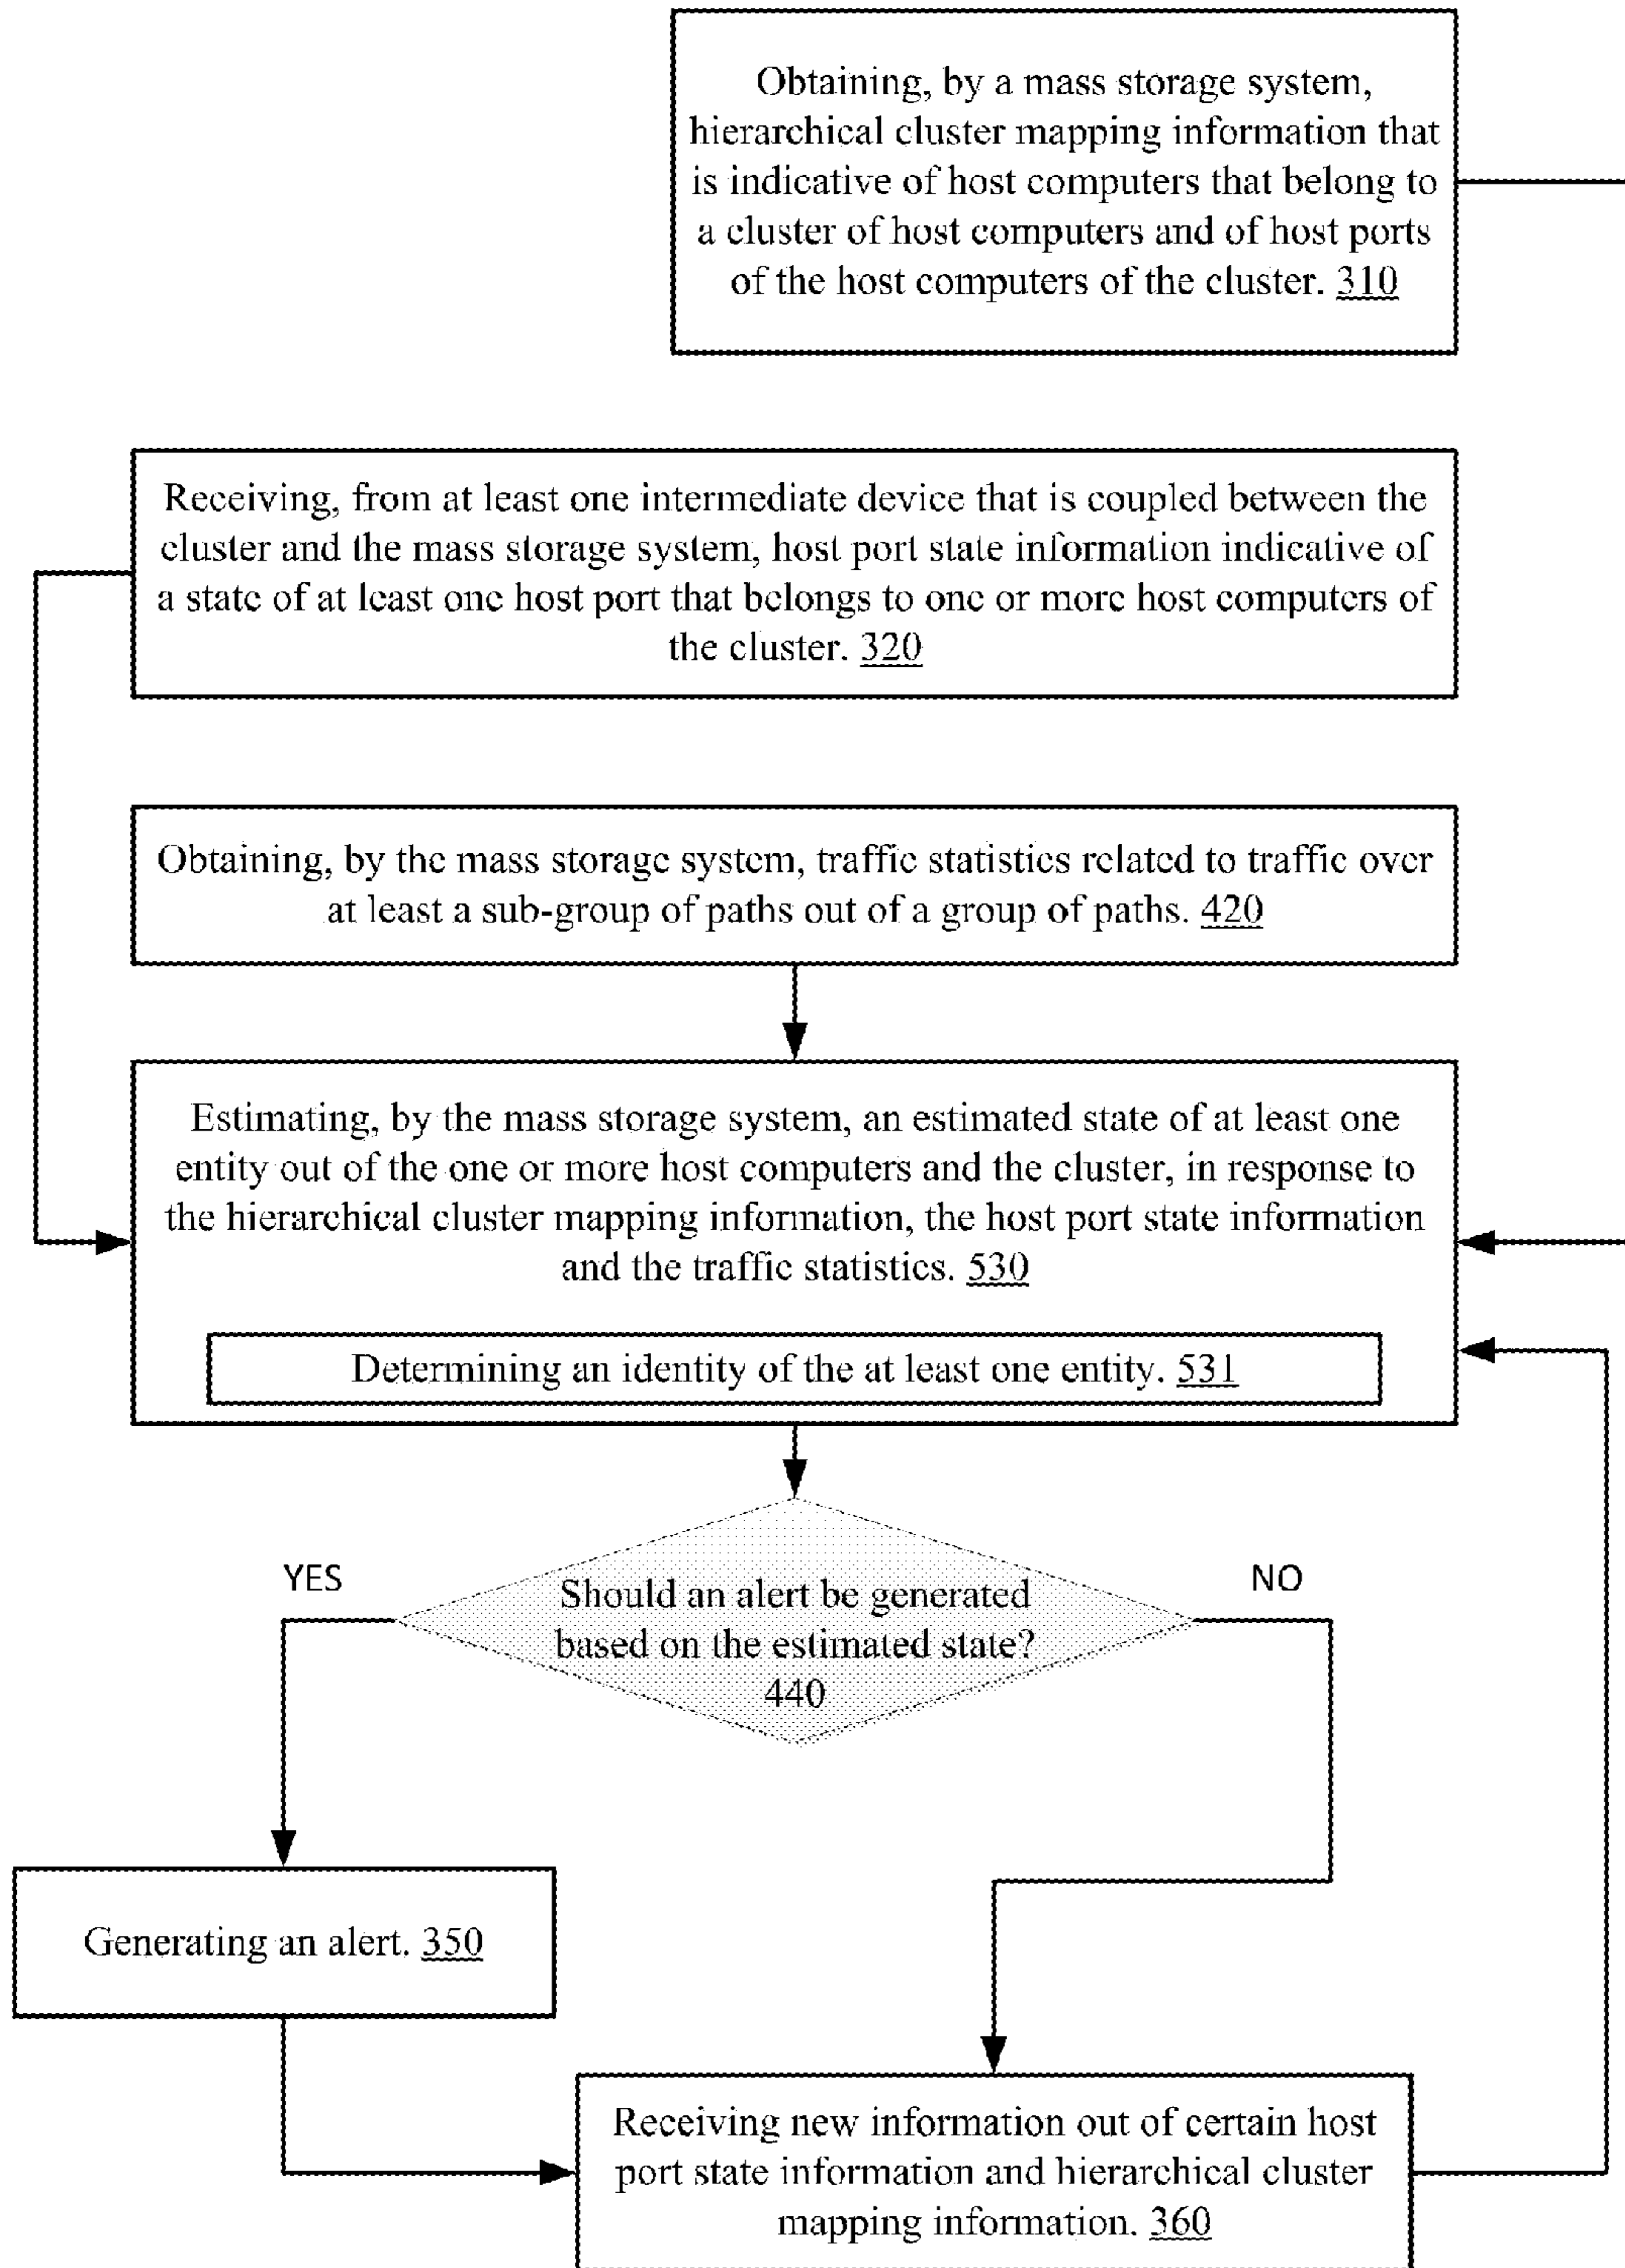 Obtaining, by a mass storage system,
hierarchical cluster mapping information that
is indicative of host computers that belong to
a cluster of host computers and of host ports
of the host computers of the cluster. 310
Receiving, from at least one intermediate device that is coupled between the
cluster and the mass storage system, host port state information indicative of
a state of at least one host port that belongs to one or more host computers of
the cluster. 320
Obtaining, by the mass storage system, traffic statistics related to traffic over
at least a sub-group of paths out of a group of paths. 420
Estimating, by the mass storage system, an estimated state of at least one
entity out of the one or more host computers and the cluster, in response to
the hierarchical cluster mapping information, the host port state information
and the traffic statistics. 530
Determining an identity of the at least one entity. 531
YES
NO
Should an alert be generated
based on the estimated state?
440
Generating an alert. 350
Receiving new information out of certain host
port state information and hierarchical cluster
mapping information. 360